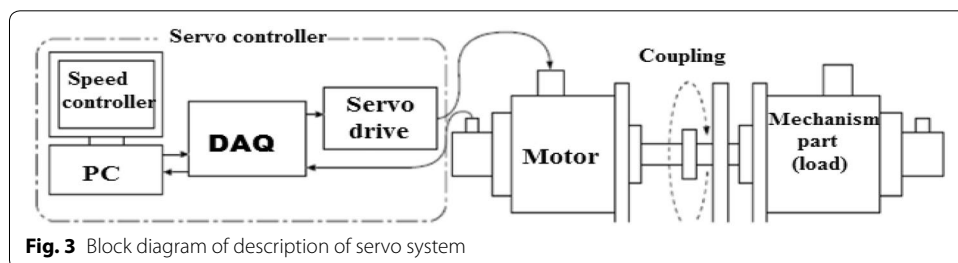 Servo controller
Speed
controller
PC
DAQ
Servo
drive
Motor
Coupling
Mechanism
part
(load)
Fig. 3 Block diagram of description of servo system